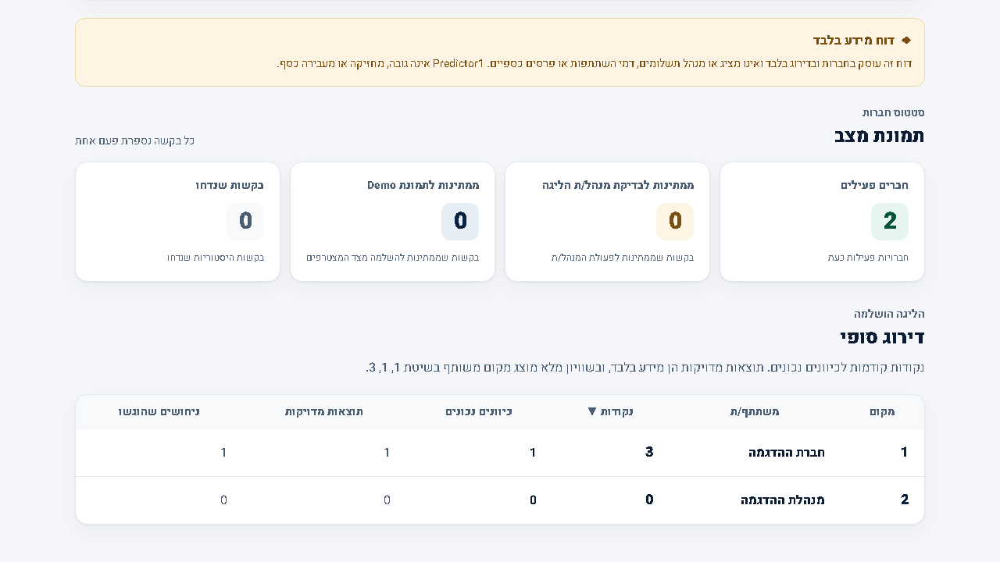 ◆ דוח מידע בלבד
דוח זה עוסק בחברות ובדירוג בלבד ואינו מציג או מנהל תשלומים, דמי השתתפות או פרסים כספיים. Predictor1 אינה גובה, מחזיקה או מעבירה כסף.
סטטוס חברות
תמונת מצב
כל בקשה נספרת פעם אחת
חברים פעילים
2
חברויות פעילות כעת
ממתינות לבדיקת מנהל/ת הליגה
0
בקשות שממתינות לפעולת המנהל/ת
ממתינות לתמונת Demo
0
בקשות שממתינות להשלמה מצד המצטרפים
בקשות שנדחו
0
בקשות היסטוריות שנדחו
הליגה הושלמה
דירוג סופי
נקודות קודמות לכיוונים נכונים. תוצאות מדויקות הן מידע בלבד, ובשוויון מלא מוצג מקום משותף בשיטת 1, 1, 3.
מקום משתתף/ת נקודות ▼ כיוונים נכונים תוצאות מדויקות ניחושים שהוגשו
1 חברת ההדגמה 3 1 1 1
2 מנהלת ההדגמה 0 0 0 0